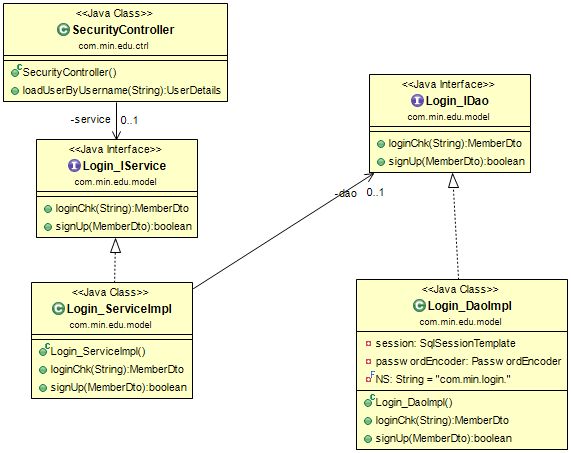 <<Java Class>>
SecurityController
com.min.edu.ctrl
SecurityController()
loadUserByUsername(String):UserDetails
-service 0..1
<<Java Interface>>
Login_IService
com.min.edu.model
loginChk(String):MemberDto
signUp(MemberDto):boolean
<<Java Interface>>
Login_IDao
com.min.edu.model
loginChk(String):MemberDto
signUp(MemberDto):boolean
-dao 0..1
<<Java Class>>
Login_ServiceImpl
com.min.edu.model
Login_ServiceImpl()
loginChk(String):MemberDto
signUp(MemberDto):boolean
<<Java Class>>
Login_DaoImpl
com.min.edu.model
session: SqlSessionTemplate
passwordEncoder: PasswordEncoder
NS: String = "com.min.login."
Login_DaoImpl()
loginChk(String):MemberDto
signUp(MemberDto):boolean